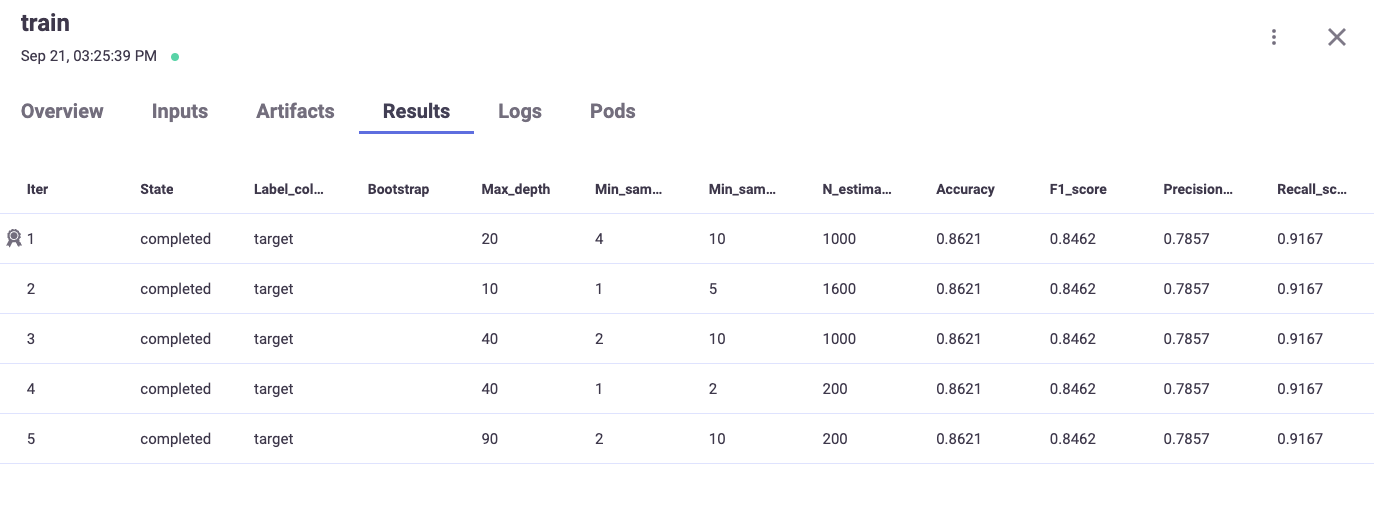 train
Sep 21, 03:25:39 PM
Overview Inputs Artifacts Results Logs Pods
Iter State Label_col... Bootstrap Max_depth Min_sam... Min_sam... N_estima... Accuracy F1_score Precision... Recall_sc...
1 completed target 20 4 10 1000 0.8621 0.8462 0.7857 0.9167
2 completed target 10 1 5 1600 0.8621 0.8462 0.7857 0.9167
3 completed target 40 2 10 1000 0.8621 0.8462 0.7857 0.9167
4 completed target 40 1 2 200 0.8621 0.8462 0.7857 0.9167
5 completed target 90 2 10 200 0.8621 0.8462 0.7857 0.9167